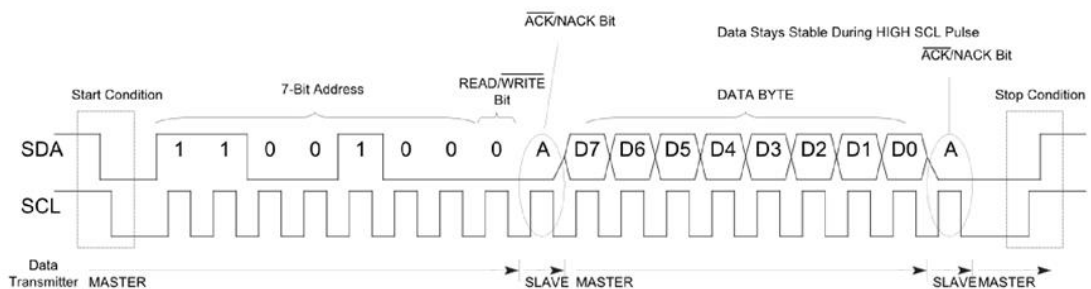 ACK/NACK Bit
Data Stays Stable During HIGH SCL Pulse
ACK/NACK Bit
Start Condition
7-Bit Address
READ/WRITE
Bit
DATA BYTE
Stop Condition
SDA 1 1 0 0 1 0 0 0 A D7 D6 D5 D4 D3 D2 D1 D0 A
SCL
Data
Transmitter MASTER SLAVE MASTER SLAVE MASTER